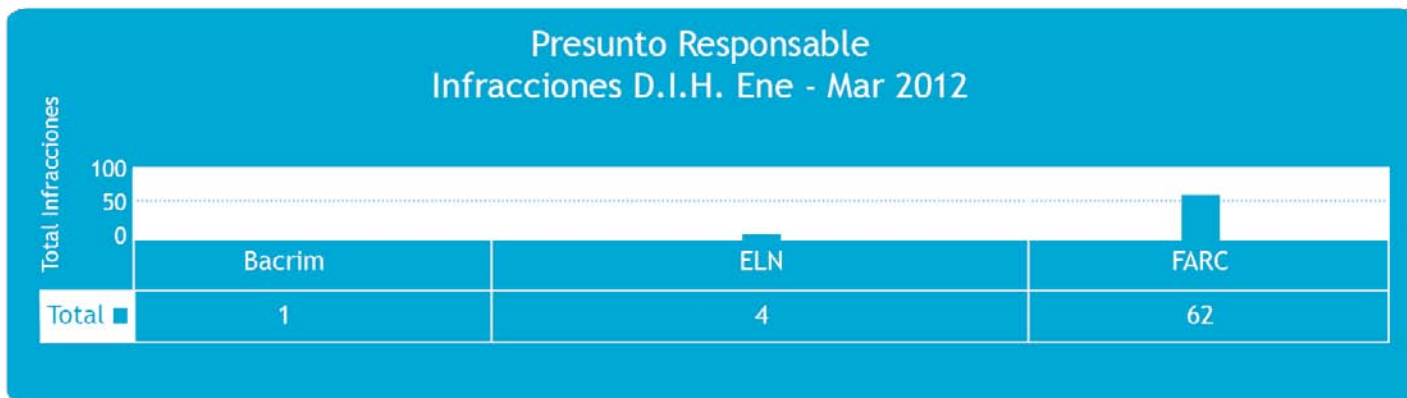 Presunto Responsable
Infracciones D.I.H. Ene - Mar 2012
Total Infracciones
100
50
0
Bacrim ELN FARC
Total 1 4 62